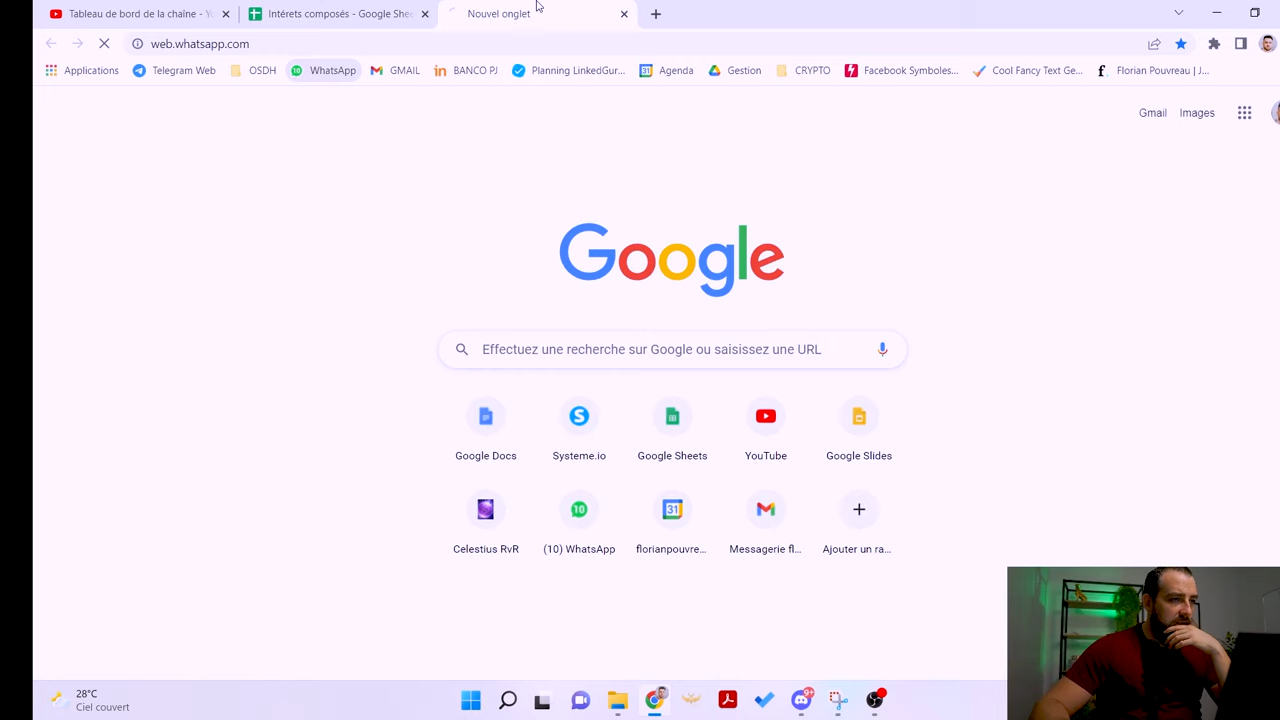 Tableau de bord de la chaîne - Y
Intérets composés - Google Shee
Nouvel onglet
web.whatsapp.com
Applications
Telegram Web
OSDH
WhatsApp
GMAIL
BANCO PJ
Planning LinkedGur...
Agenda
Gestion
CRYPTO
Facebook Symboles...
Cool Fancy Text Ge...
Florian Pouvreau | J...
Gmail
Images
Google
Effectuez une recherche sur Google ou saisissez une URL
Google Docs
Systeme.io
Google Sheets
YouTube
Google Slides
Celestius RvR
(10) WhatsApp
florianpouvre...
Messagerie fl...
Ajouter un ra...
28°C
Ciel couvert